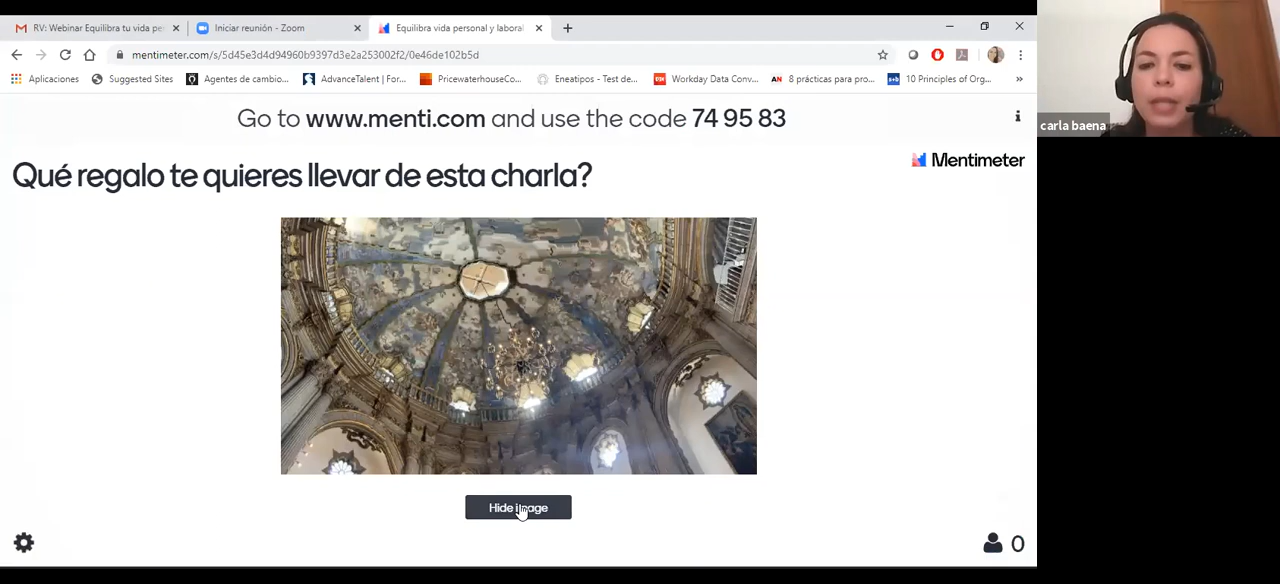 RV: Webinar Equilibra tu vida pe
Iniciar reunión - Zoom
Equilibra vida personal y labora
mentimeter.com/s/5d45e3d4d94960b9397d3e2a253002f2/0e46de102b5d
Aplicaciones
Suggested Sites
Agentes de cambio...
AdvanceTalent | For...
PricewaterhouseCo...
Eneatipos - Test de...
Workday Data Conv...
8 prácticas para pro...
10 Principles of Org...
»
carla baena
Go to www.menti.com and use the code 74 95 83
Mentimeter
Qué regalo te quieres llevar de esta charla?
Hide image
0